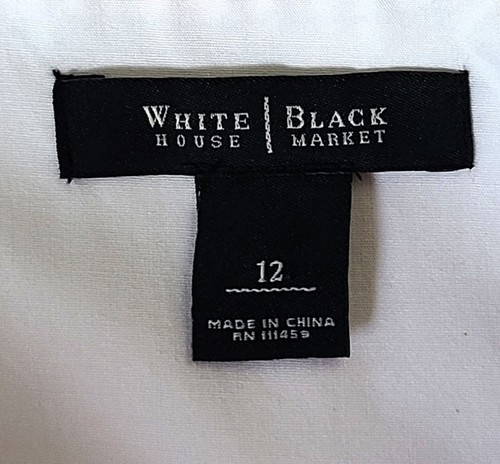 WHITE | BLACK
HOUSE MARKET
12
MADE IN CHINA
RN 111459